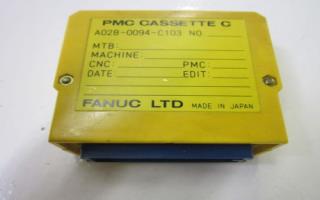 PMC CASSETTE C
A02B-0094-C103 NO
MTB:
MACHINE:
CNC: PMC:
DATE EDIT:
FANUC LTD MADE IN JAPAN